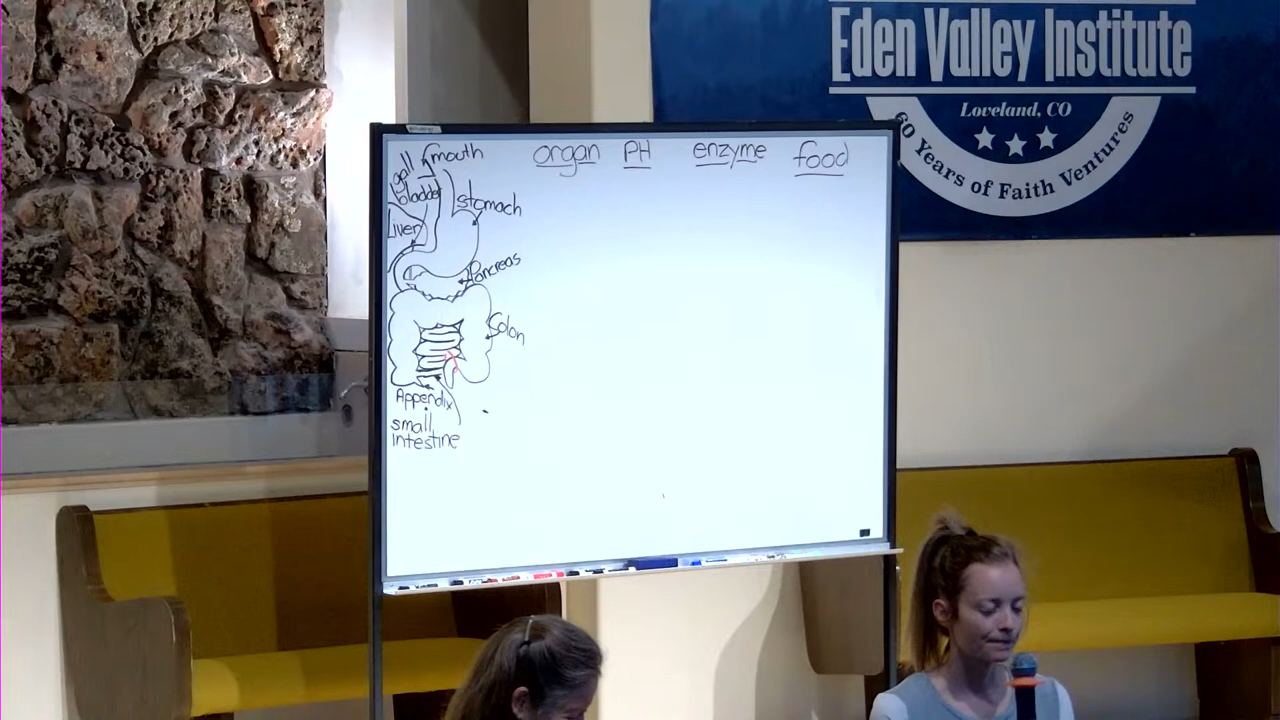 Eden Valley Institute
Loveland, CO
60 Years of Faith Ventures
organ PH enzyme food
mouth
gall
bladder
stomach
Liver
Pancreas
Colon
Appendix
small
intestine